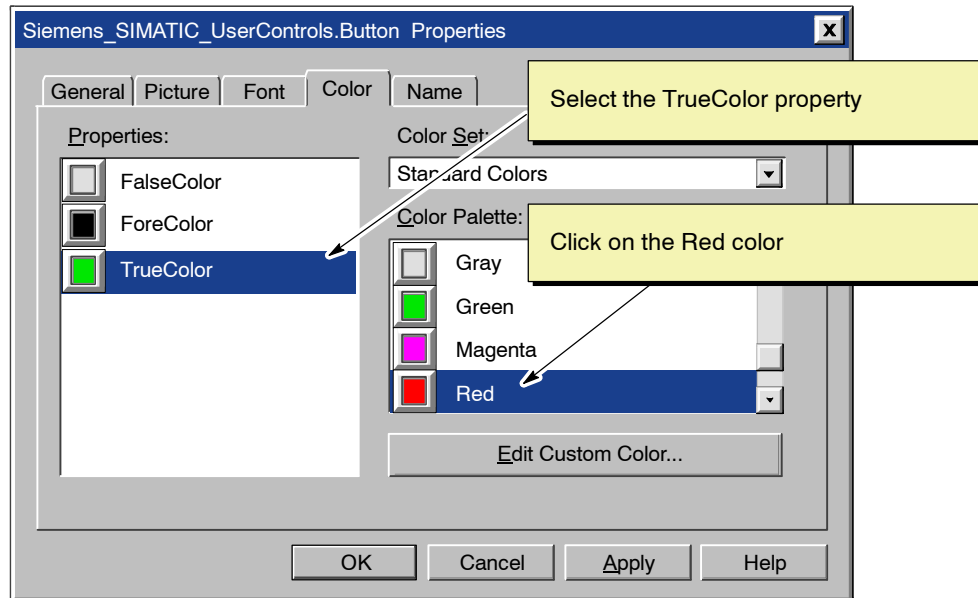 Siemens_SIMATIC_UserControls.Button Properties
X
General Picture Font Color Name
Select the TrueColor property
Properties:
Color Set:
FalseColor
ForeColor
TrueColor
Standard Colors
Color Palette:
Click on the Red color
Gray
Green
Magenta
Red
Edit Custom Color...
OK Cancel Apply Help